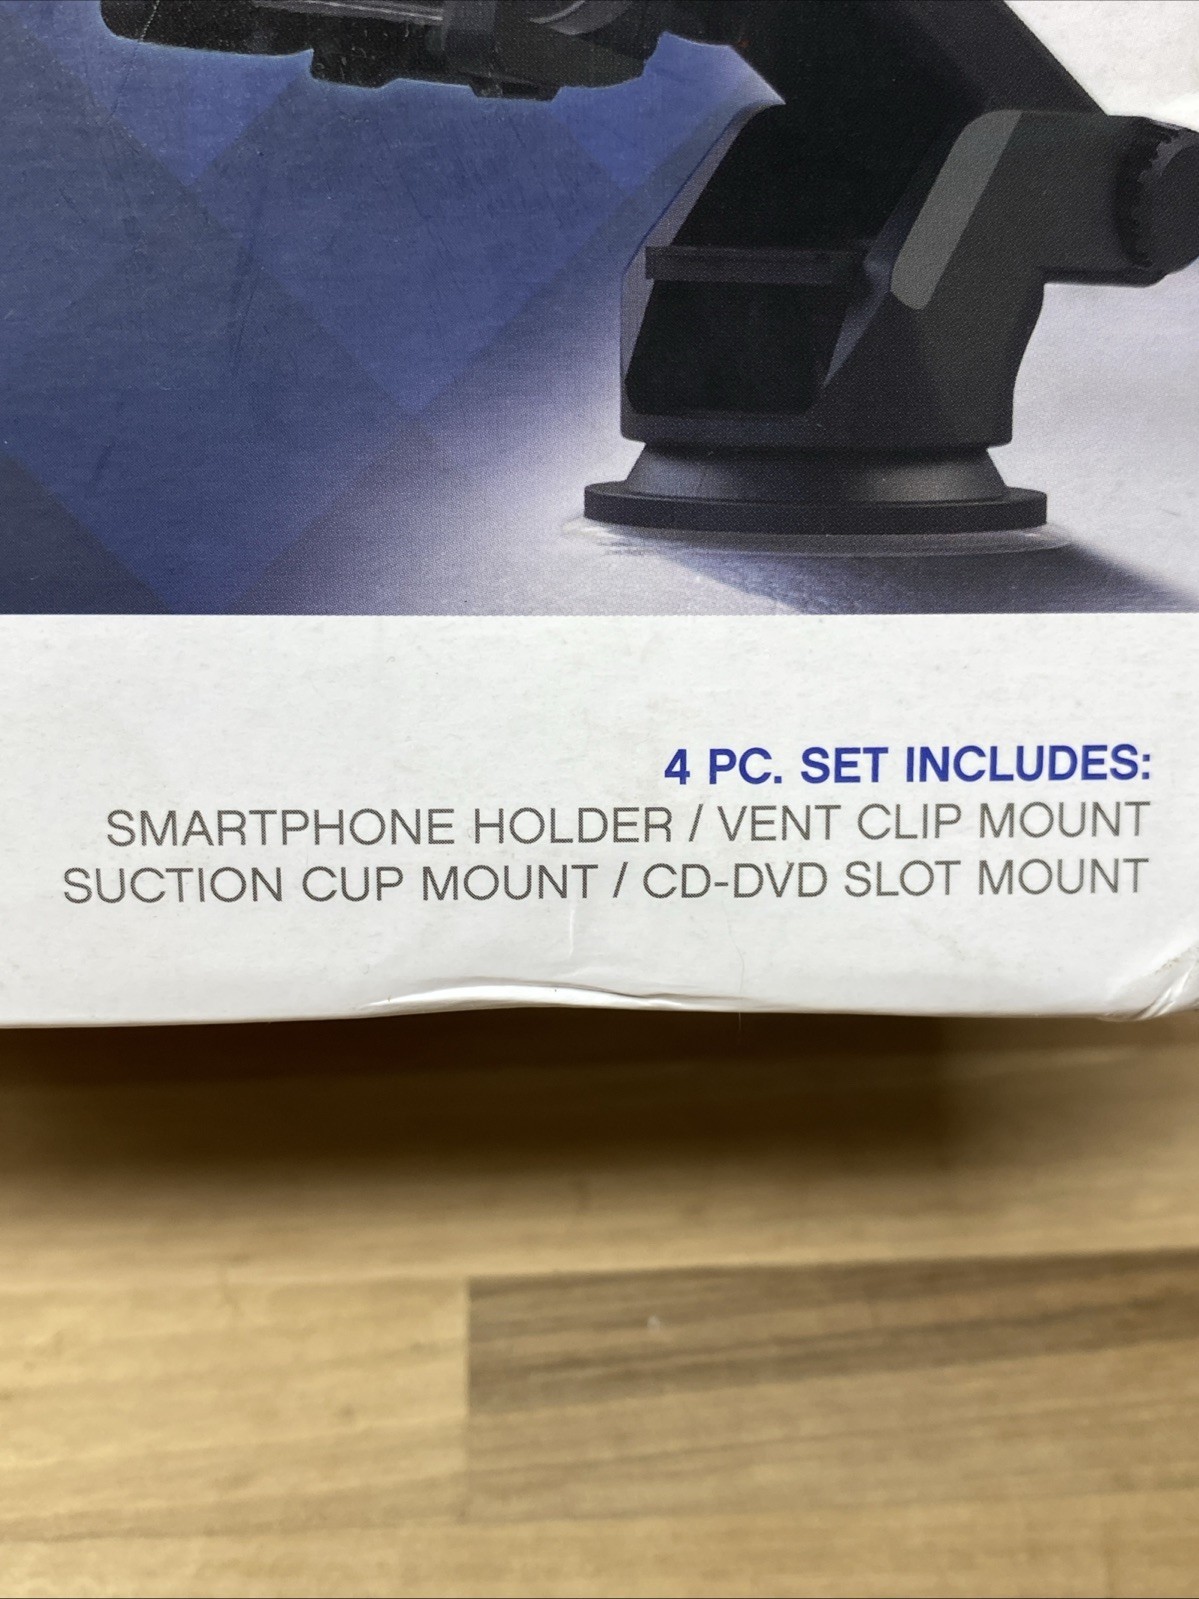 4 PC. SET INCLUDES:
SMARTPHONE HOLDER / VENT CLIP MOUNT
SUCTION CUP MOUNT / CD-DVD SLOT MOUNT